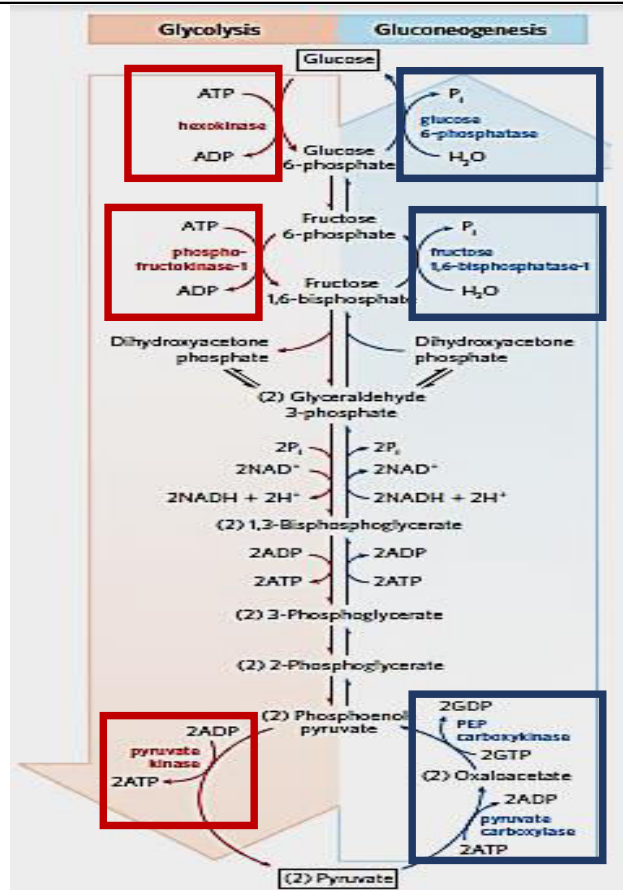 Glycolysis
Gluconeogenesis
Glucose
ATP
hexokinase
ADP
Pᵢ
glucose
6-phosphatase
H₂O
Glucose
6-phosphate
Fructose
6-phosphate
ATP
phospho-
fructokinase-1
ADP
Pᵢ
fructose
1,6-bisphosphatase-1
H₂O
Fructose
1,6-bisphosphate
Dihydroxyacetone
phosphate
Dihydroxyacetone
phosphate
(2) Glyceraldehyde
3-phosphate
2Pᵢ
2NAD⁺
2NADH + 2H⁺
2Pᵢ
2NAD⁺
2NADH + 2H⁺
(2) 1,3-Bisphosphoglycerate
2ADP
2ATP
2ADP
2ATP
(2) 3-Phosphoglycerate
(2) 2-Phosphoglycerate
(2) Phosphoenol
pyruvate
2ADP
pyruvate
kinase
2ATP
2GDP
PEP
carboxykinase
2GTP
(2) Oxaloacetate
2ADP
pyruvate
carboxylase
2ATP
(2) Pyruvate